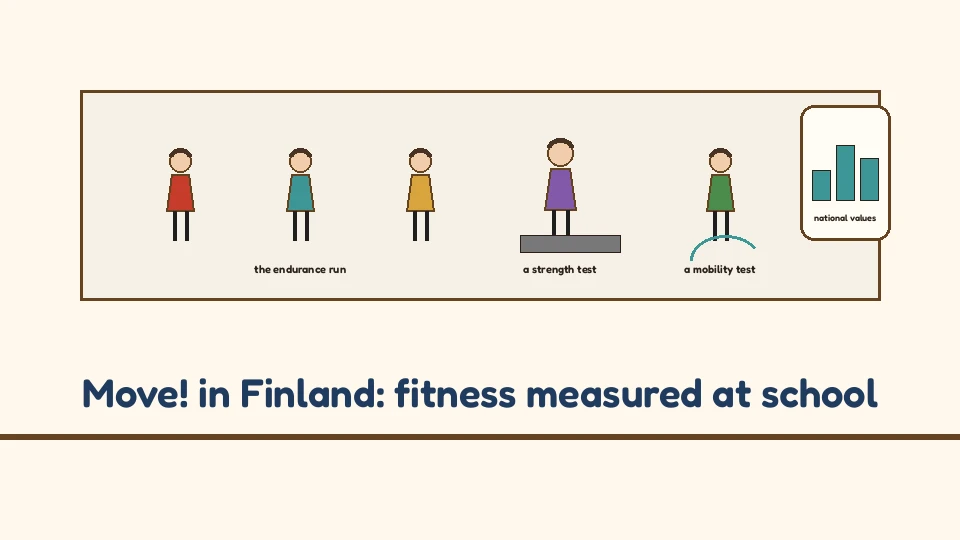 national values
the endurance run
a strength test
a mobility test
Move! in Finland: fitness measured at school